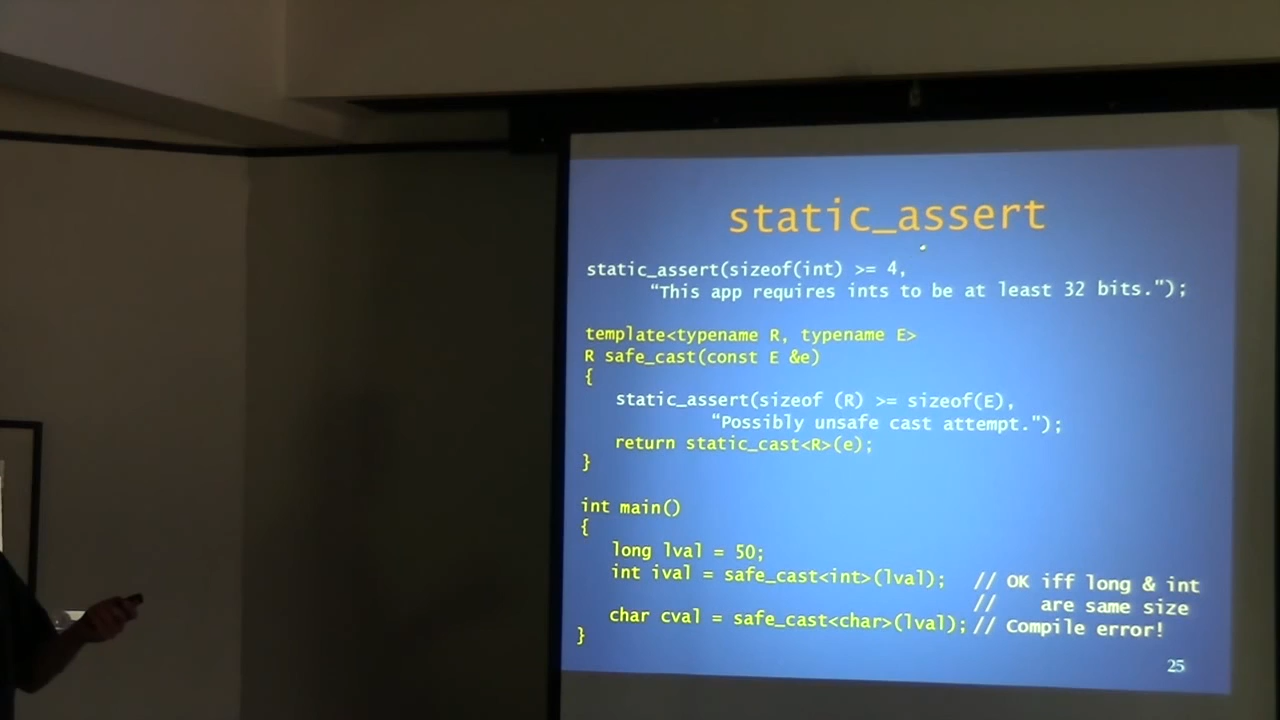 static_assert
static_assert(sizeof(int) >= 4,
“This app requires ints to be at least 32 bits.”);
template<typename R, typename E>
R safe_cast(const E &e)
{
static_assert(sizeof (R) >= sizeof(E),
“Possibly unsafe cast attempt.”);
return static_cast<R>(e);
}
int main()
{
long lval = 50;
int ival = safe_cast<int>(lval); // OK iff long & int
// are same size
char cval = safe_cast<char>(lval); // Compile error!
}
25